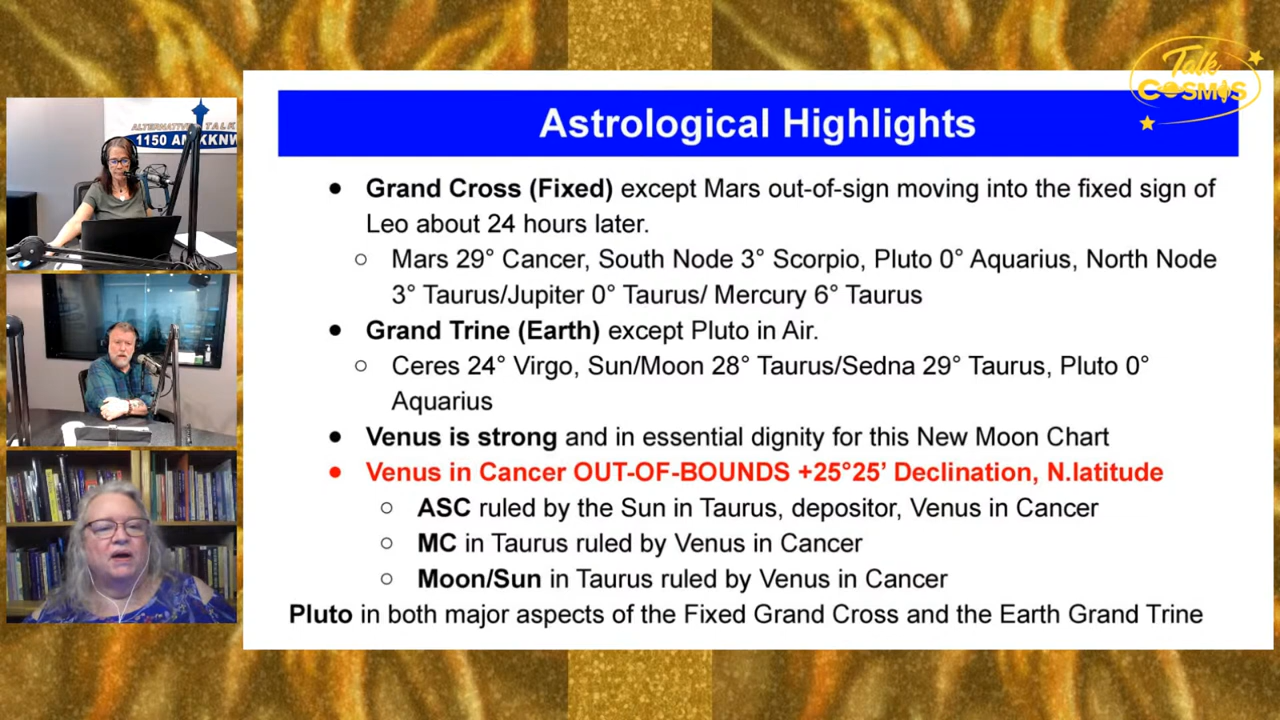 Talk
COSMOS
ALTERNATIVE TALK
1150 AM KKNW
Astrological Highlights
● Grand Cross (Fixed) except Mars out-of-sign moving into the fixed sign of
Leo about 24 hours later.
○ Mars 29° Cancer, South Node 3° Scorpio, Pluto 0° Aquarius, North Node
3° Taurus/Jupiter 0° Taurus/ Mercury 6° Taurus
● Grand Trine (Earth) except Pluto in Air.
○ Ceres 24° Virgo, Sun/Moon 28° Taurus/Sedna 29° Taurus, Pluto 0°
Aquarius
● Venus is strong and in essential dignity for this New Moon Chart
● Venus in Cancer OUT-OF-BOUNDS +25°25’ Declination, N.latitude
○ ASC ruled by the Sun in Taurus, depositor, Venus in Cancer
○ MC in Taurus ruled by Venus in Cancer
○ Moon/Sun in Taurus ruled by Venus in Cancer
Pluto in both major aspects of the Fixed Grand Cross and the Earth Grand Trine